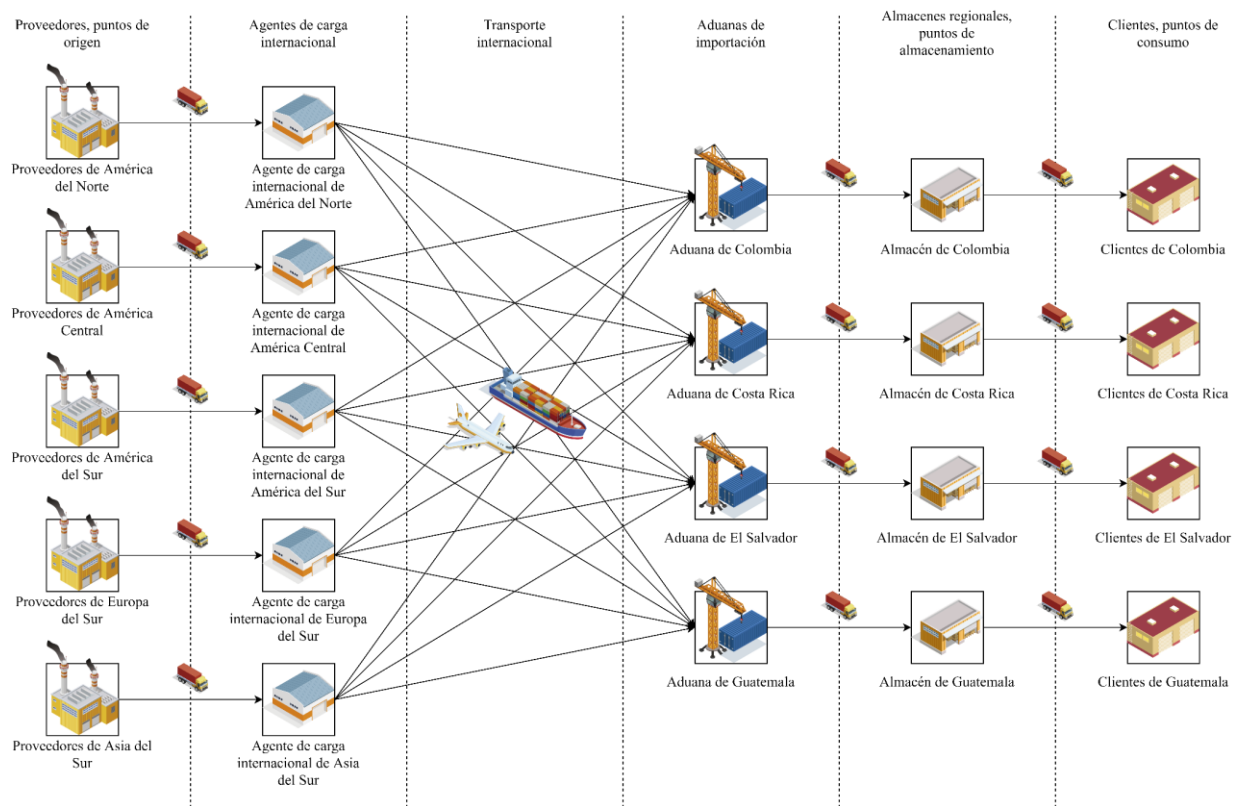 Proveedores, puntos de
origen
Agentes de carga
internacional
Transporte
internacional
Aduanas de
importación
Almacenes regionales,
puntos de
almacenamiento
Clientes, puntos de
consumo
Proveedores de América
del Norte
Agente de carga
internacional de
América del Norte
Aduana de Colombia
Almacén de Colombia
Clientes de Colombia
Proveedores de América
Central
Agente de carga
internacional de
América Central
Aduana de Costa Rica
Almacén de Costa Rica
Clientes de Costa Rica
Proveedores de América
del Sur
Agente de carga
internacional de
América del Sur
Aduana de El Salvador
Almacén de El Salvador
Clientes de El Salvador
Proveedores de Europa
del Sur
Agente de carga
internacional de Europa
del Sur
Aduana de Guatemala
Almacén de Guatemala
Clientes de Guatemala
Proveedores de Asia del
Sur
Agente de carga
internacional de Asia
del Sur